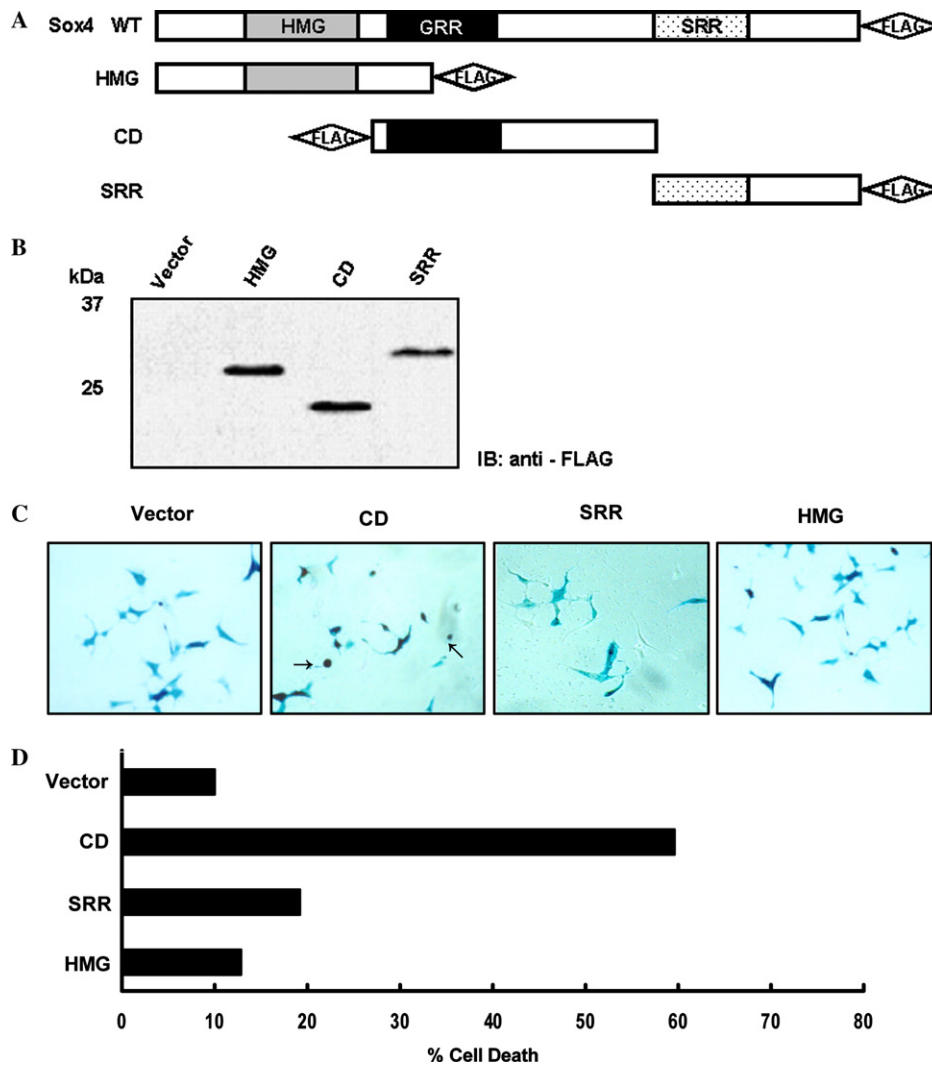 A
Sox4 WT HMG GRR SRR FLAG
HMG FLAG
CD FLAG
SRR FLAG
B
Vector HMG CD SRR
kDa
37
25
IB: anti - FLAG
C
Vector CD SRR HMG
D
Vector
CD
SRR
HMG
0 10 20 30 40 50 60 70 80
% Cell Death